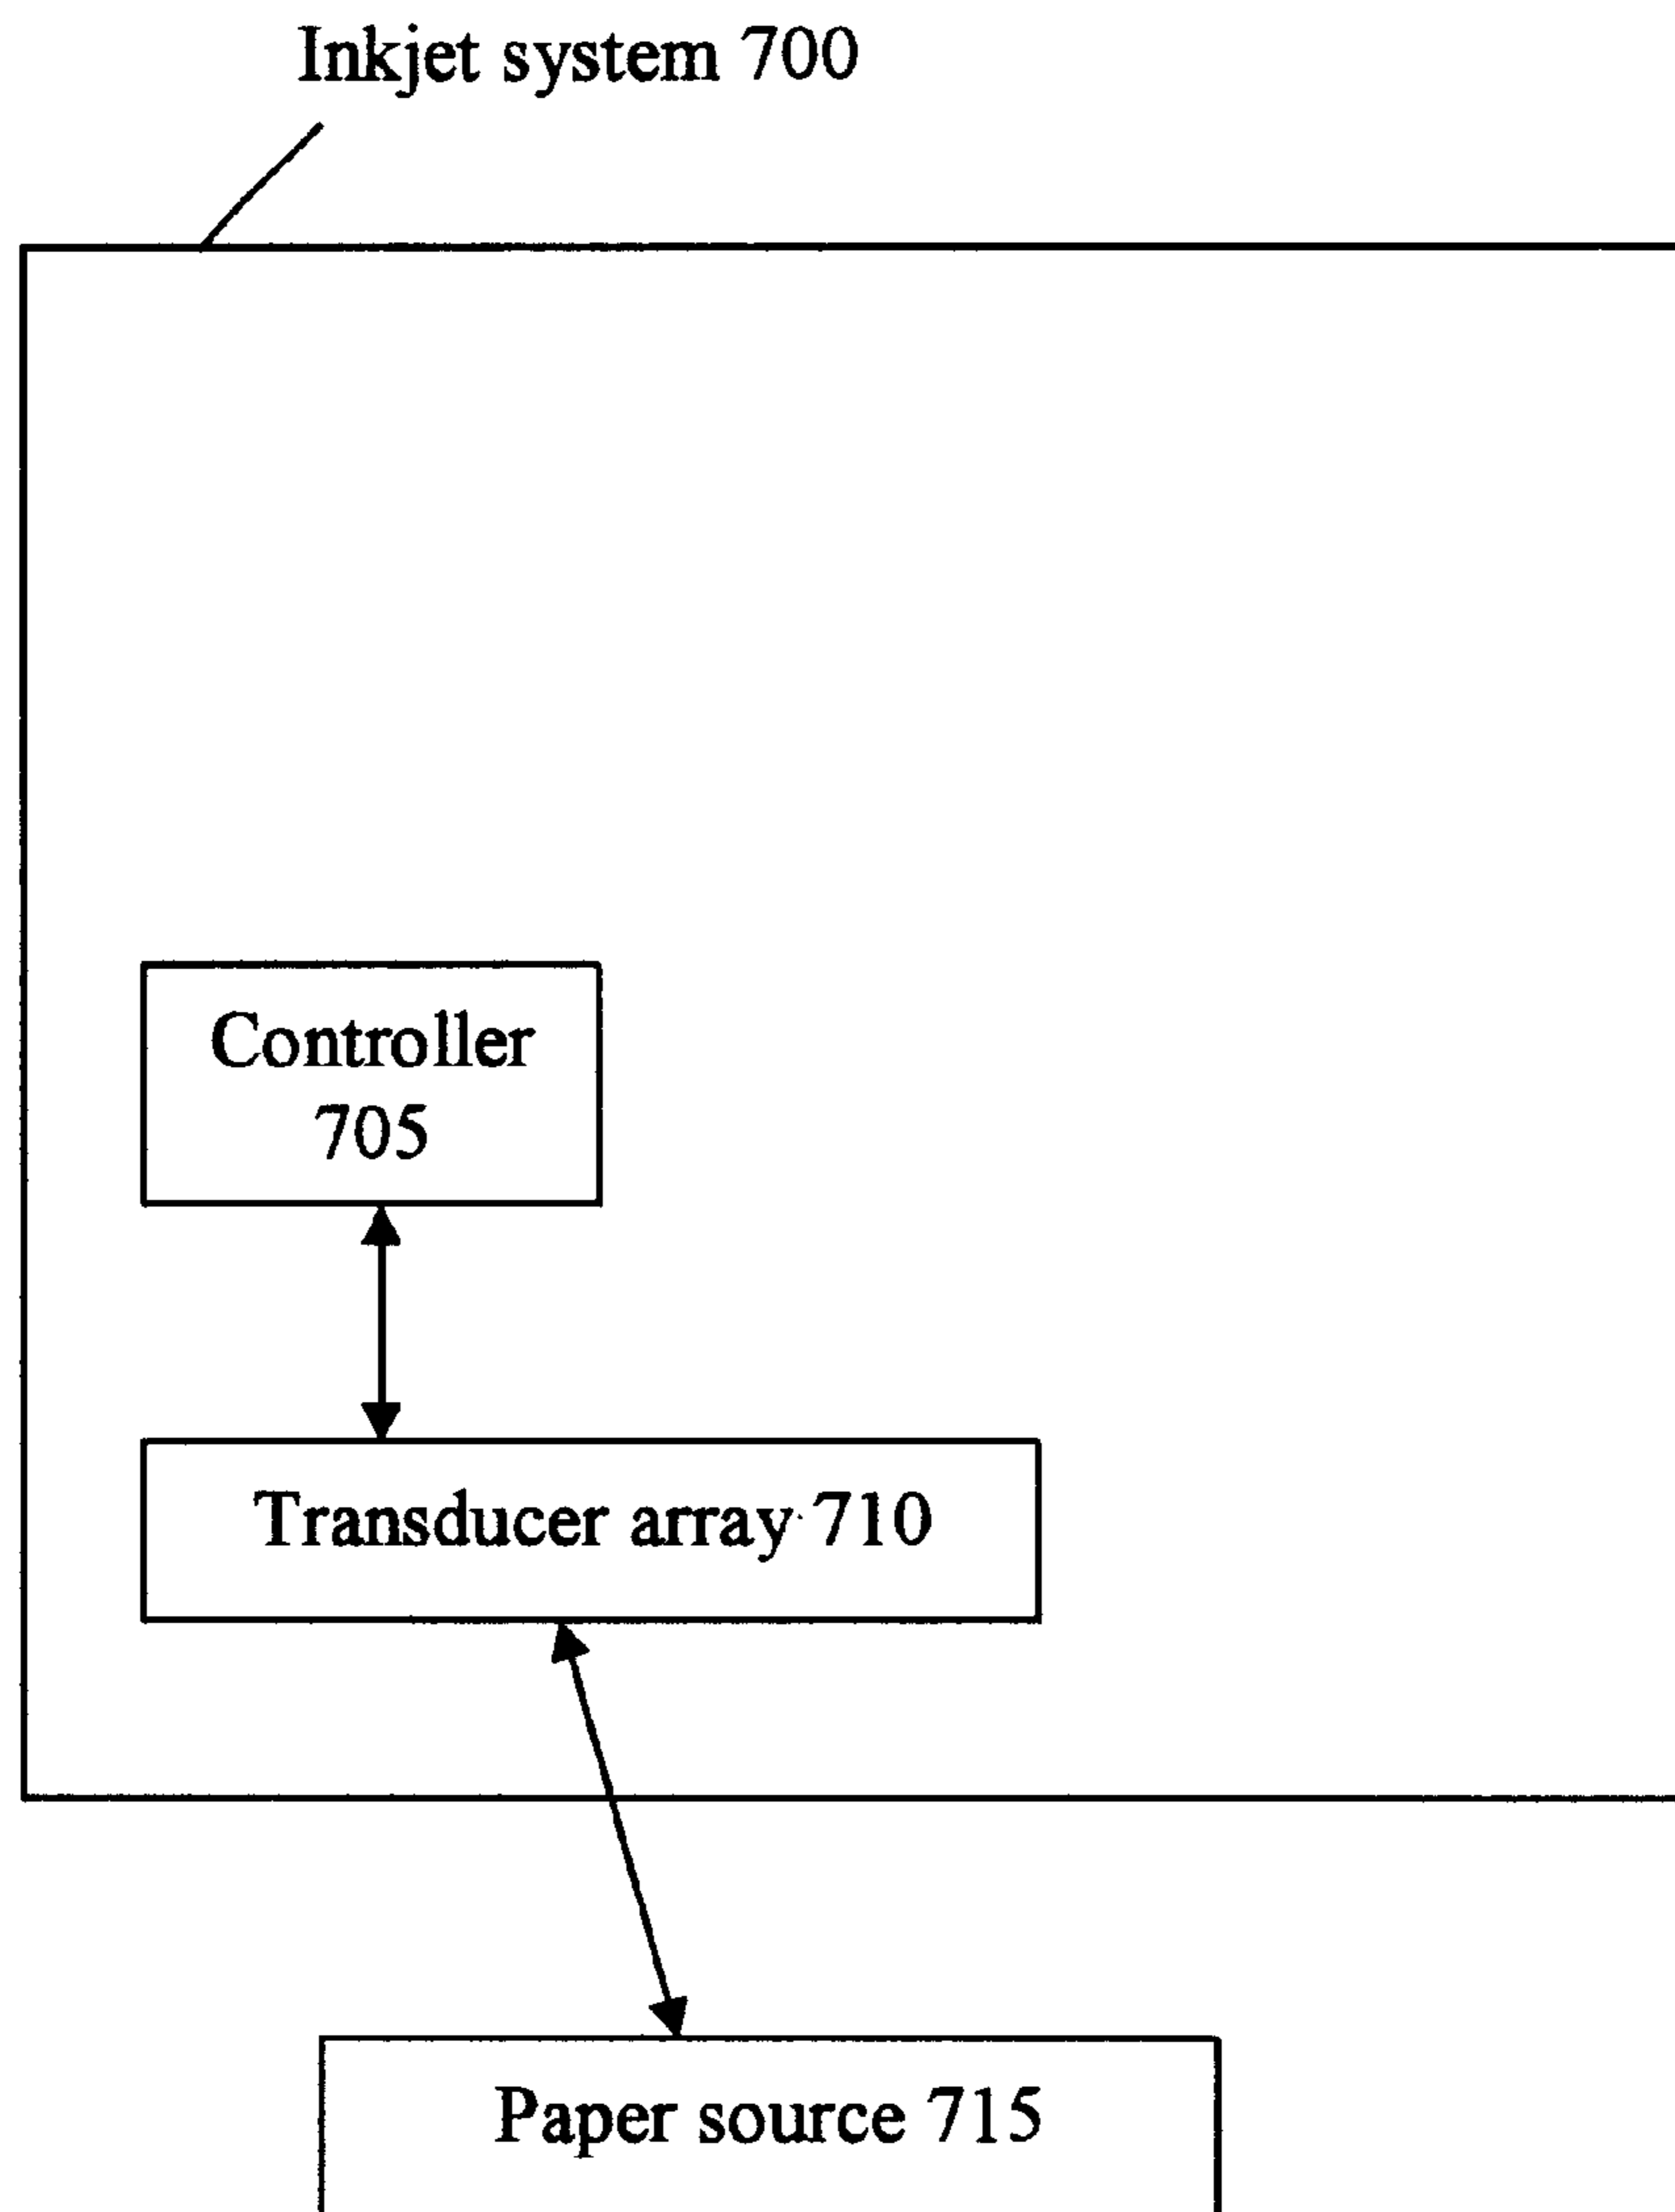 Inkjet system 700
Controller
705
Transducer array 710
Paper source 715